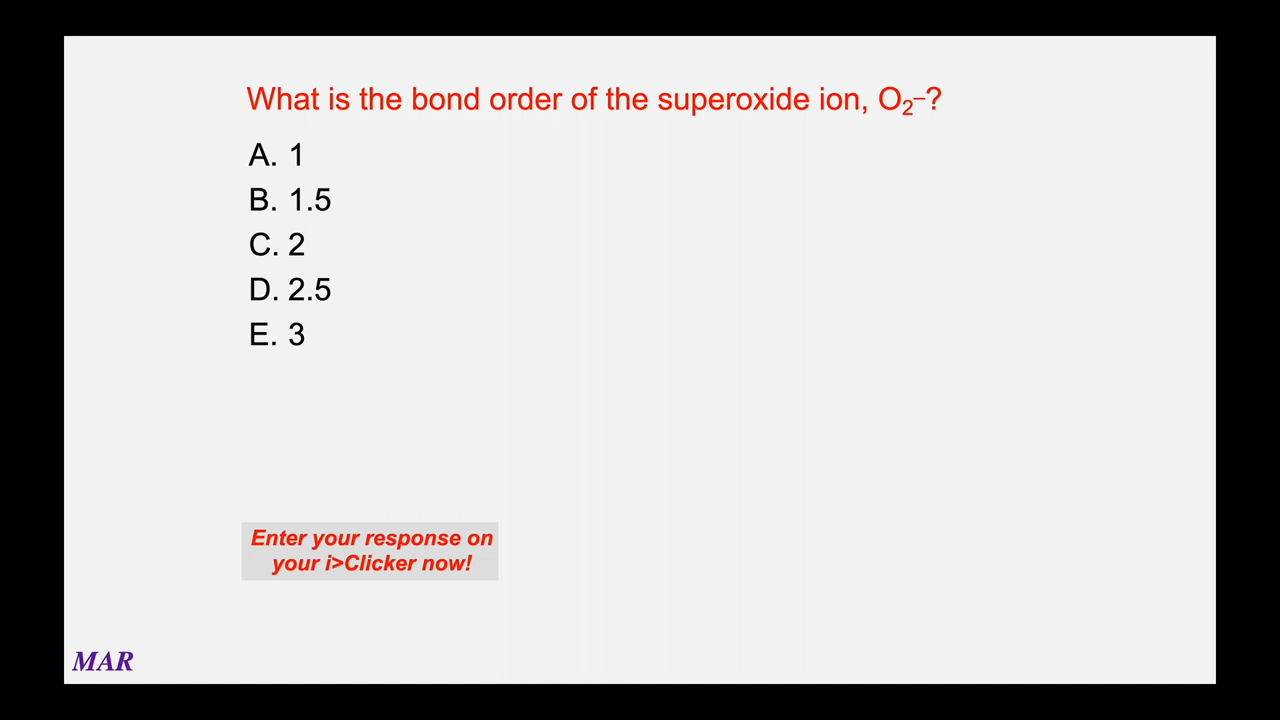 What is the bond order of the superoxide ion, O₂⁻?
A. 1
B. 1.5
C. 2
D. 2.5
E. 3
Enter your response on
your i>Clicker now!
MAR